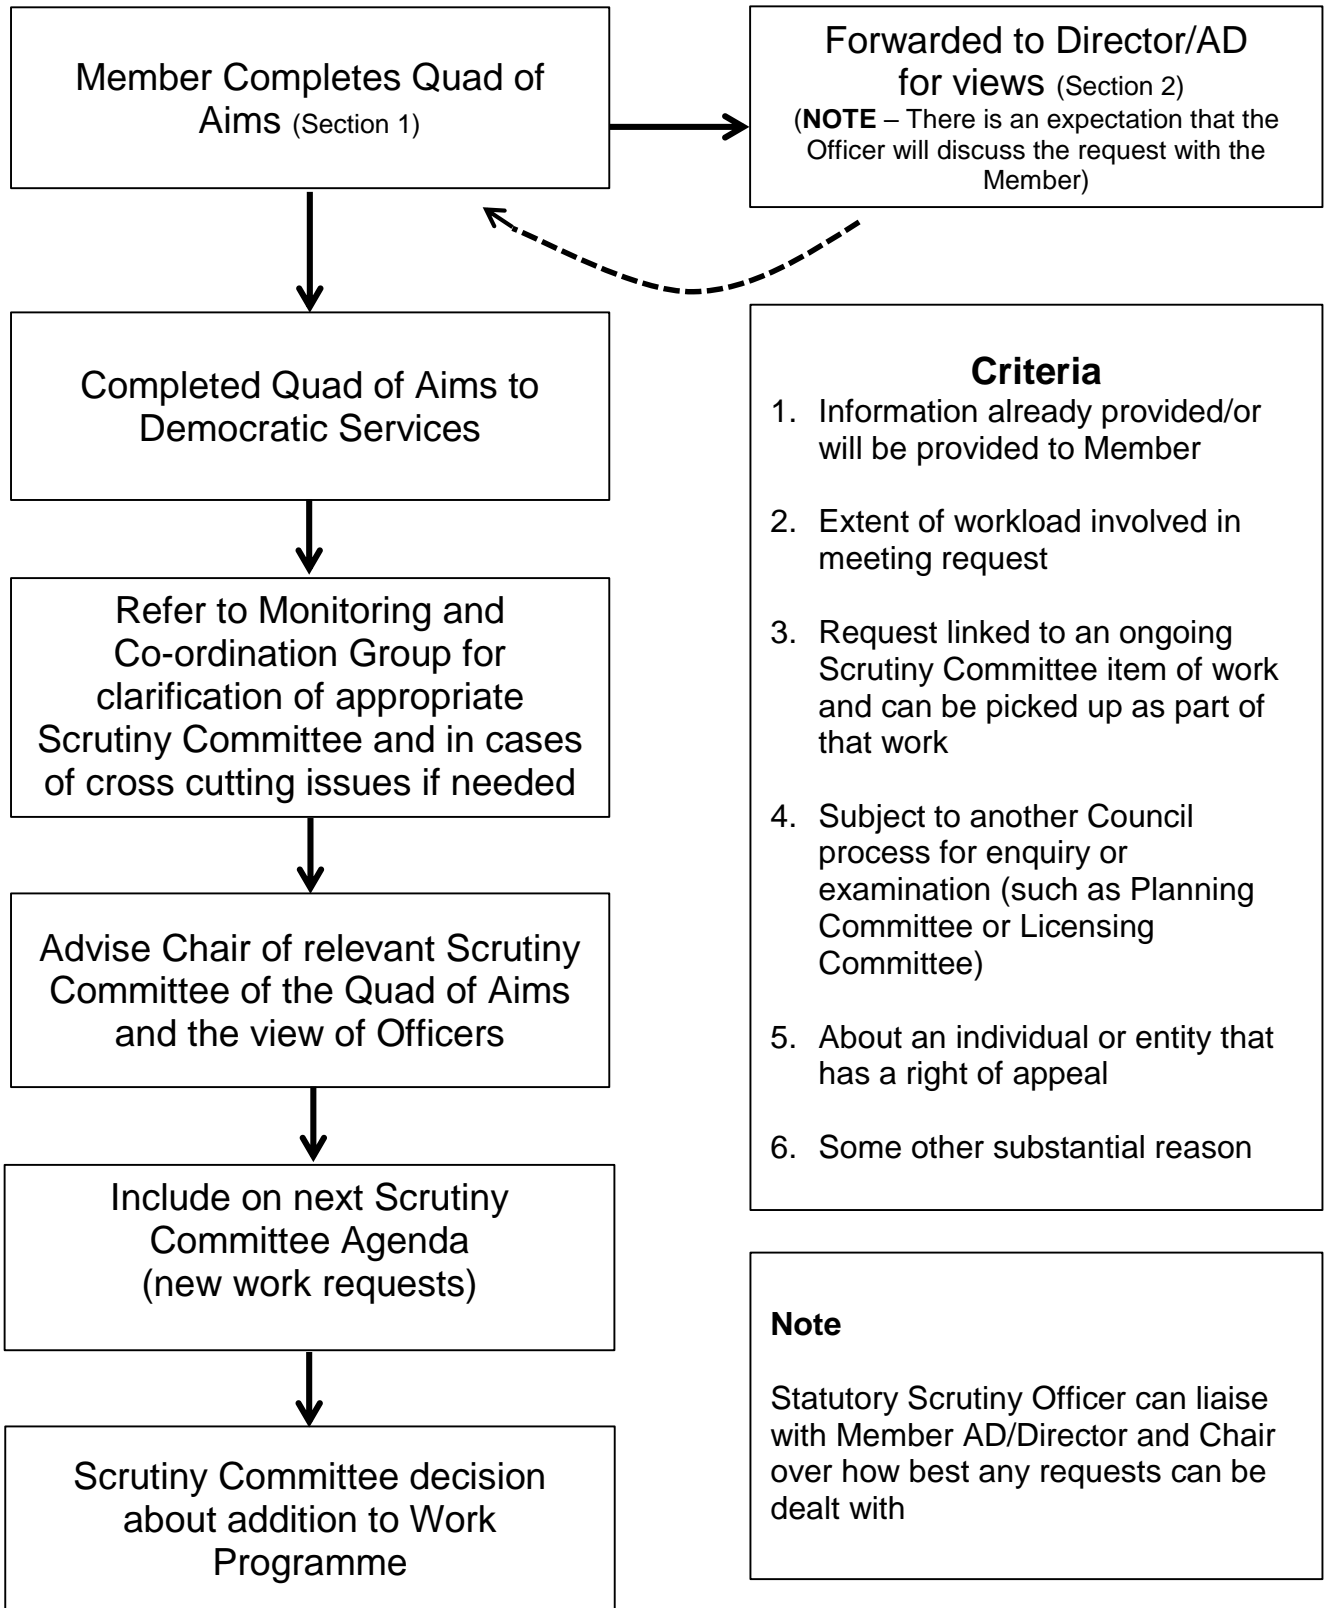 Member Completes Quad of
Aims (Section 1)
Forwarded to Director/AD
for views (Section 2)
(NOTE – There is an expectation that the
Officer will discuss the request with the
Member)
Completed Quad of Aims to
Democratic Services
Refer to Monitoring and
Co-ordination Group for
clarification of appropriate
Scrutiny Committee and in cases
of cross cutting issues if needed
Advise Chair of relevant Scrutiny
Committee of the Quad of Aims
and the view of Officers
Include on next Scrutiny
Committee Agenda
(new work requests)
Scrutiny Committee decision
about addition to Work
Programme
Criteria
1. Information already provided/or
will be provided to Member
2. Extent of workload involved in
meeting request
3. Request linked to an ongoing
Scrutiny Committee item of work
and can be picked up as part of
that work
4. Subject to another Council
process for enquiry or
examination (such as Planning
Committee or Licensing
Committee)
5. About an individual or entity that
has a right of appeal
6. Some other substantial reason
Note
Statutory Scrutiny Officer can liaise
with Member AD/Director and Chair
over how best any requests can be
dealt with